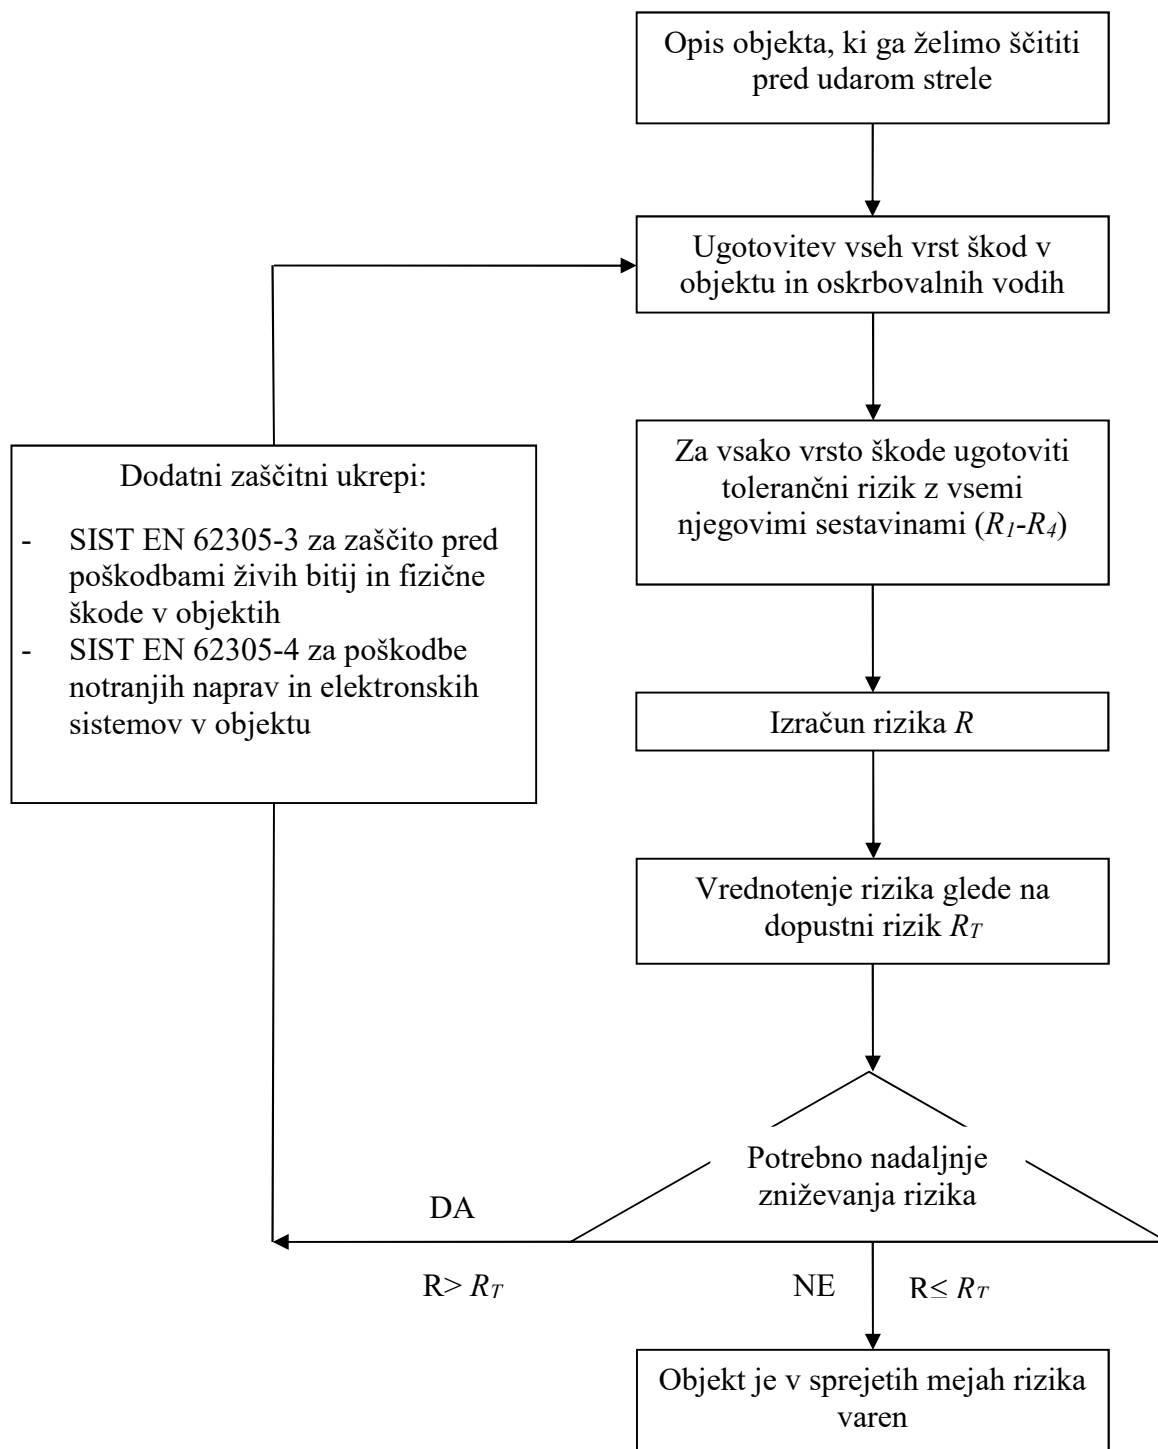 Opis objekta, ki ga želimo ščititi
pred udarom strele
Ugotovitev vseh vrst škod v
objektu in oskrbovalnih vodih
Za vsako vrsto škode ugotoviti
tolerančni rizik z vsemi
njegovimi sestavinami (R1-R4)
Dodatni zaščitni ukrepi:
- SIST EN 62305-3 za zaščito pred
poškodbami živih bitij in fizične
škode v objektih
- SIST EN 62305-4 za poškodbe
notranjih naprav in elektronskih
sistemov v objektu
Izračun rizika R
Vrednotenje rizika glede na
dopustni rizik RT
Potrebno nadaljnje
zniževanja rizika
DA
R> RT
NE
R≤ RT
Objekt je v sprejetih mejah rizika
varen